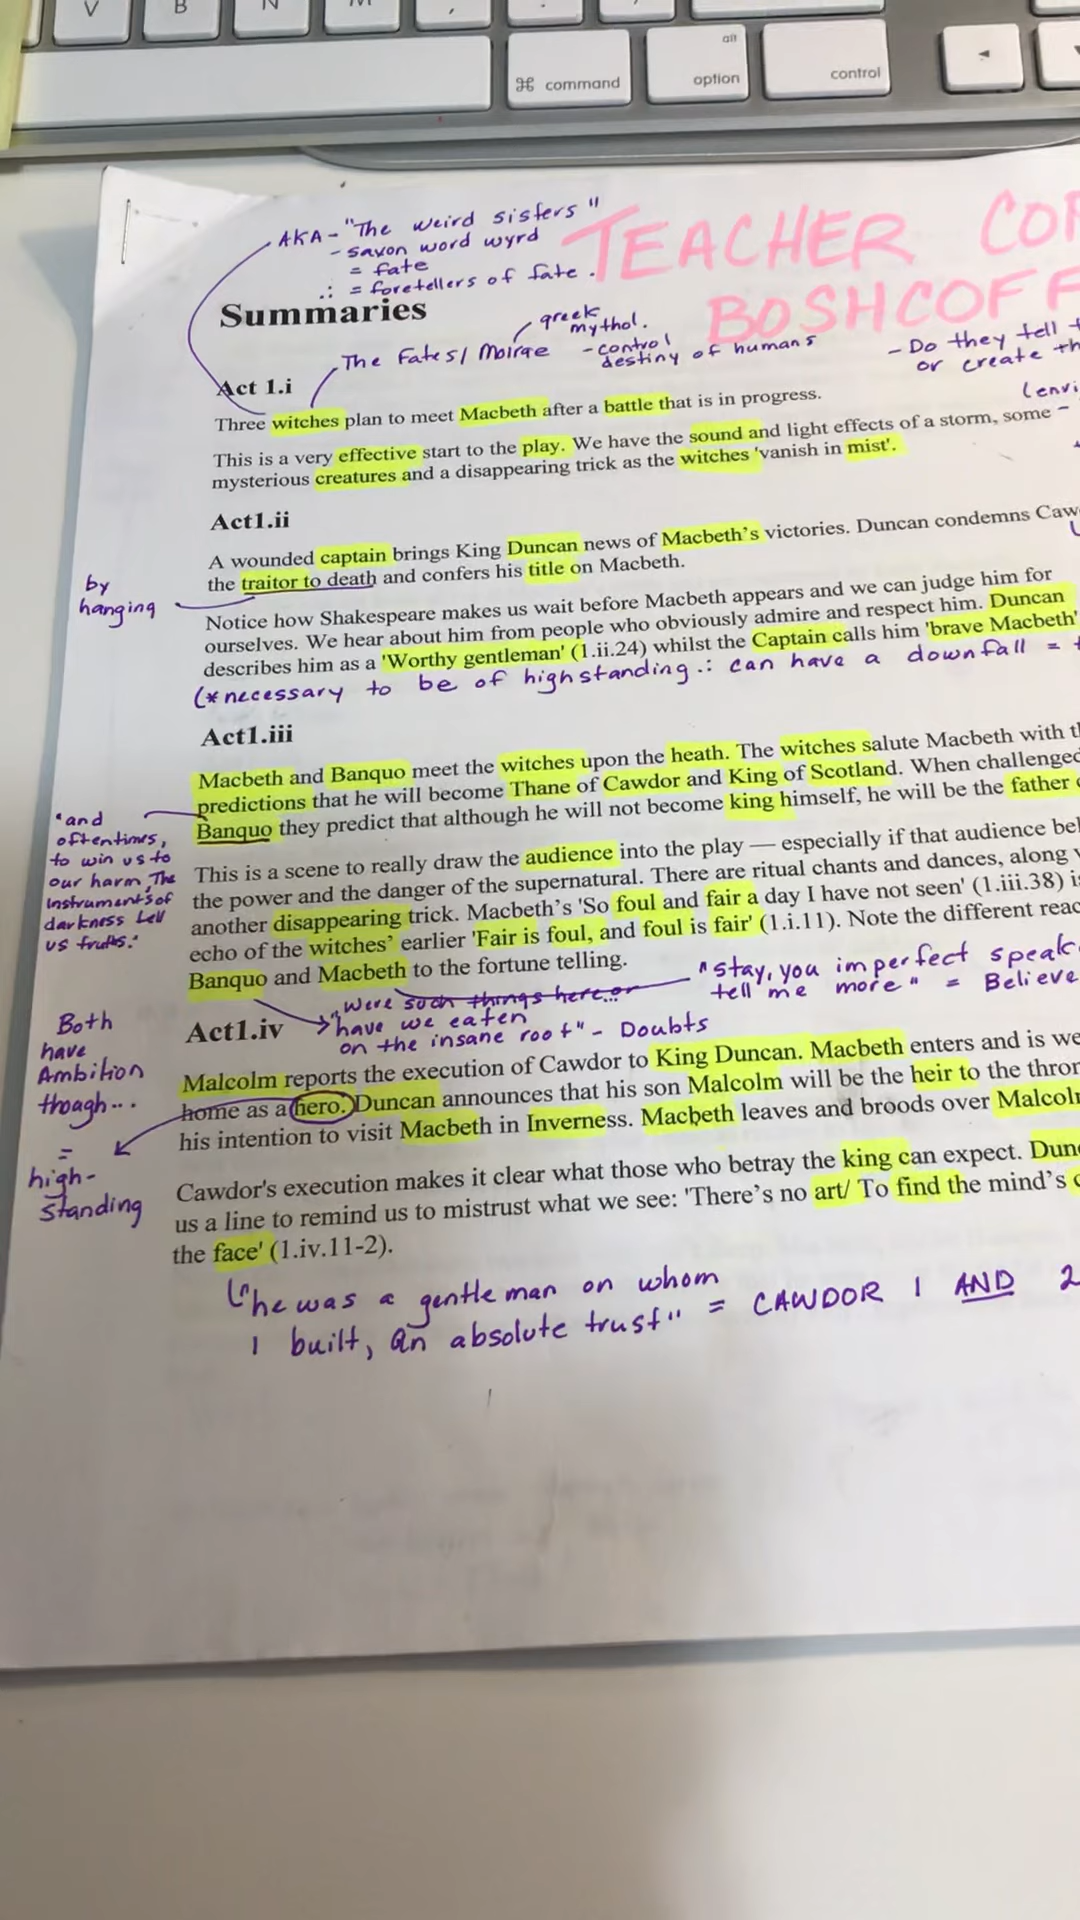 V B N M , .
⌘ command
alt
option
control
◄
AKA - "The weird sisters"
- saxon word wyrd
= fate
∴ = foretellers of fate.
TEACHER COP
BOSHCOFF
Summaries
greek
mythol.
The Fates/ Moirae
- control
destiny of humans
- Do they tell t
or create th
(envi
Act 1.i
Three witches plan to meet Macbeth after a battle that is in progress.
This is a very effective start to the play. We have the sound and light effects of a storm, some
mysterious creatures and a disappearing trick as the witches 'vanish in mist'.
Act1.ii
A wounded captain brings King Duncan news of Macbeth's victories. Duncan condemns Caw
the traitor to death and confers his title on Macbeth.
by
hanging
Notice how Shakespeare makes us wait before Macbeth appears and we can judge him for
ourselves. We hear about him from people who obviously admire and respect him. Duncan
describes him as a 'Worthy gentleman' (1.ii.24) whilst the Captain calls him 'brave Macbeth'
(*necessary to be of highstanding ∴ can have a downfall =
Act1.iii
Macbeth and Banquo meet the witches upon the heath. The witches salute Macbeth with th
predictions that he will become Thane of Cawdor and King of Scotland. When challenged
Banquo they predict that although he will not become king himself, he will be the father
"and
oftentimes,
to win us to
our harm, The
instruments of
darkness tell
us truths."
This is a scene to really draw the audience into the play — especially if that audience bel
the power and the danger of the supernatural. There are ritual chants and dances, along
another disappearing trick. Macbeth's 'So foul and fair a day I have not seen' (1.iii.38) i
echo of the witches' earlier 'Fair is foul, and foul is fair' (1.i.11). Note the different reac
Banquo and Macbeth to the fortune telling.
"stay, you imperfect speak
tell me more" = Believe
"Were such things here... or
have we eaten
on the insane root" - Doubts
Act1.iv
Both
have
Ambition
though...
=
high-
standing
Malcolm reports the execution of Cawdor to King Duncan. Macbeth enters and is we
home as a hero. Duncan announces that his son Malcolm will be the heir to the thron
his intention to visit Macbeth in Inverness. Macbeth leaves and broods over Malcol
Cawdor's execution makes it clear what those who betray the king can expect. Dun
us a line to remind us to mistrust what we see: 'There's no art/ To find the mind's c
the face' (1.iv.11-2).
"he was a gentleman on whom
I built, an absolute trust" = CAWDOR 1 AND 2